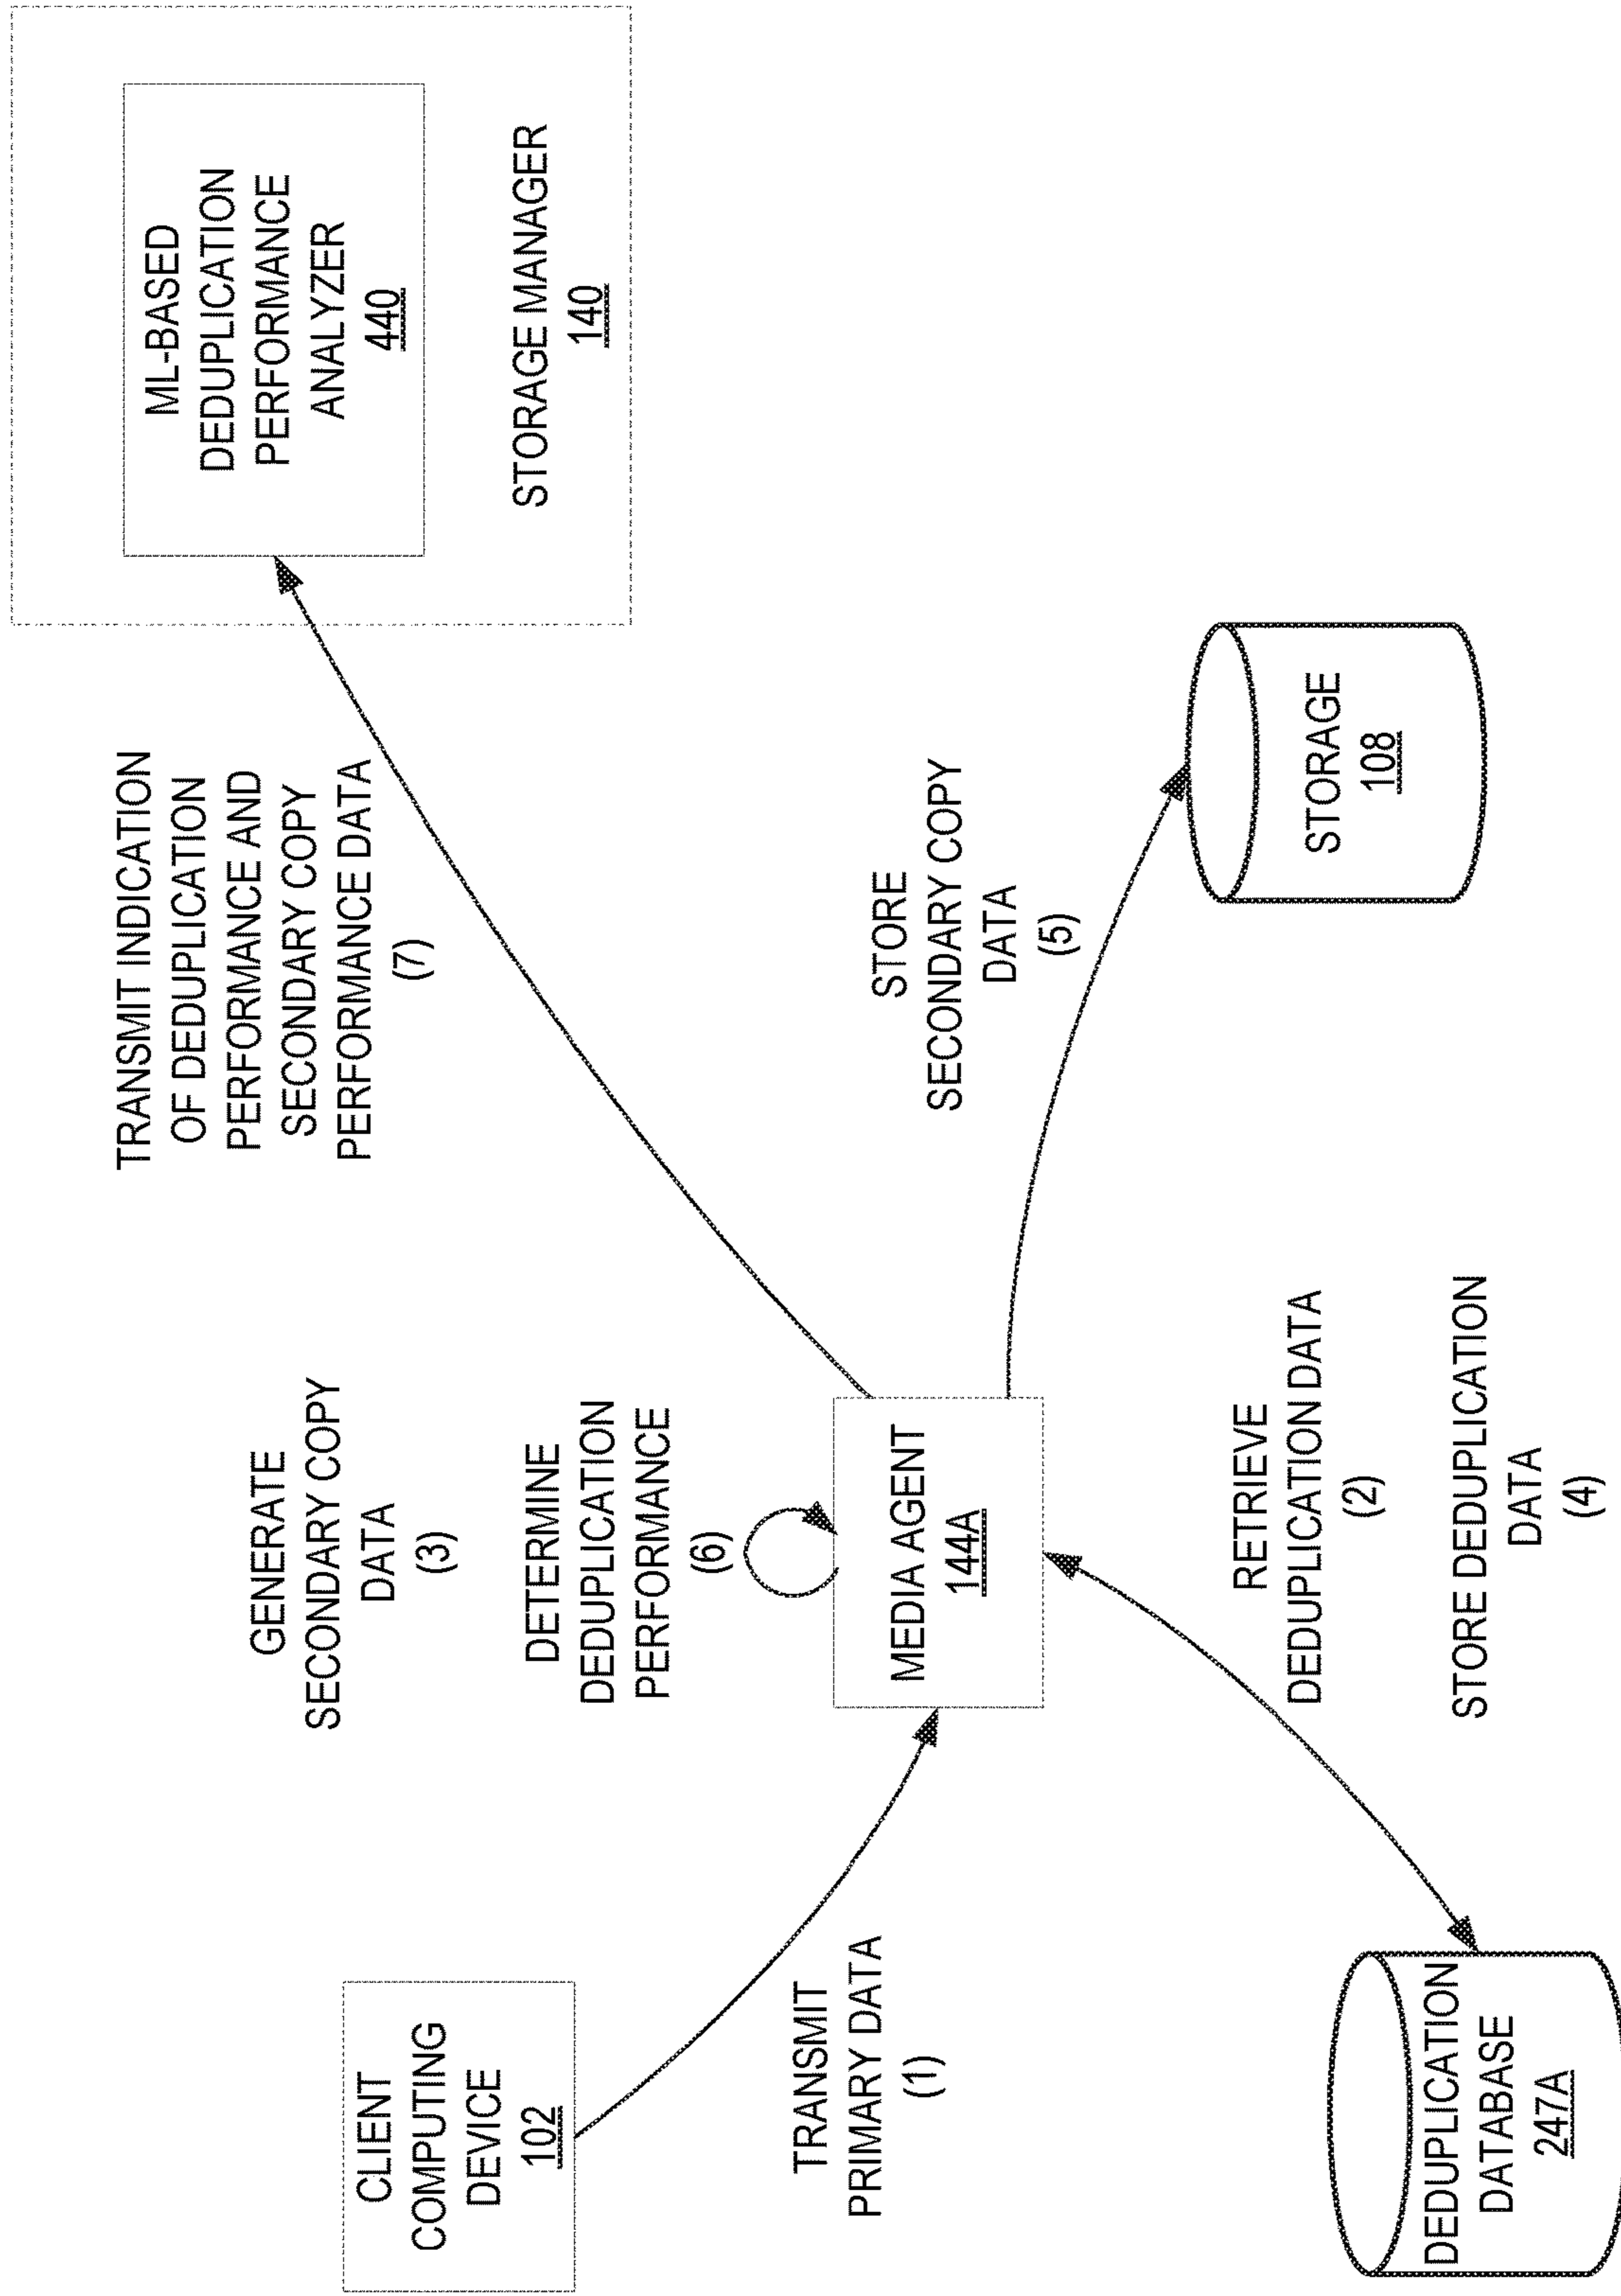 CLIENT
COMPUTING
DEVICE
102
TRANSMIT
PRIMARY DATA
(1)
DEDUPLICATION
DATABASE
247A
GENERATE
SECONDARY COPY
DATA
(3)
DETERMINE
DEDUPLICATION
PERFORMANCE
(6)
MEDIA AGENT
144A
RETRIEVE
DEDUPLICATION DATA
(2)
STORE DEDUPLICATION
DATA
(4)
TRANSMIT INDICATION
OF DEDUPLICATION
PERFORMANCE AND
SECONDARY COPY
PERFORMANCE DATA
(7)
STORE
SECONDARY COPY
DATA
(5)
STORAGE
108
ML-BASED
DEDUPLICATION
PERFORMANCE
ANALYZER
440
STORAGE MANAGER
140